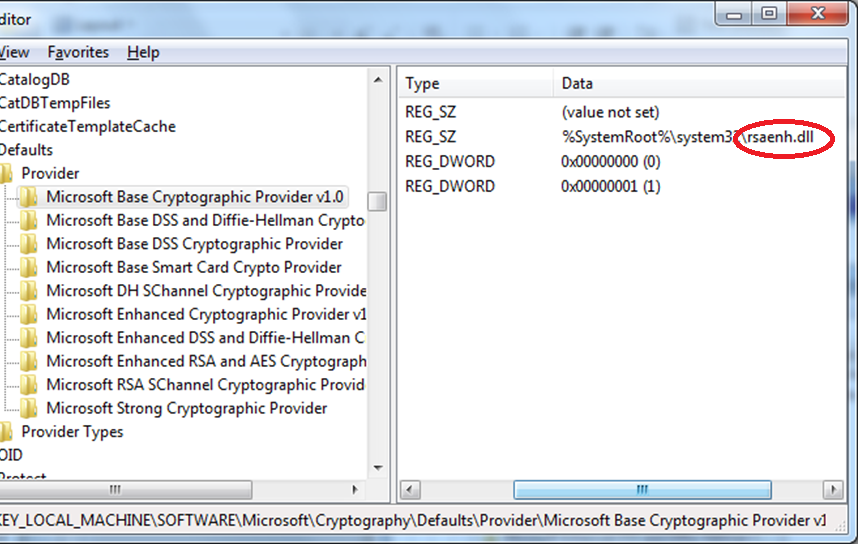 ditor
View Favorites Help
CatalogDB
CatDBTempFiles
CertificateTemplateCache
Defaults
Provider
Microsoft Base Cryptographic Provider v1.0
Microsoft Base DSS and Diffie-Hellman Crypto
Microsoft Base DSS Cryptographic Provider
Microsoft Base Smart Card Crypto Provider
Microsoft DH SChannel Cryptographic Provide
Microsoft Enhanced Cryptographic Provider v1
Microsoft Enhanced DSS and Diffie-Hellman C
Microsoft Enhanced RSA and AES Cryptograph
Microsoft RSA SChannel Cryptographic Provid
Microsoft Strong Cryptographic Provider
Provider Types
OID
Protect
Type Data
REG_SZ (value not set)
REG_SZ %SystemRoot%\system32\rsaenh.dll
REG_DWORD 0x00000000 (0)
REG_DWORD 0x00000001 (1)
KEY_LOCAL_MACHINE\SOFTWARE\Microsoft\Cryptography\Defaults\Provider\Microsoft Base Cryptographic Provider v1